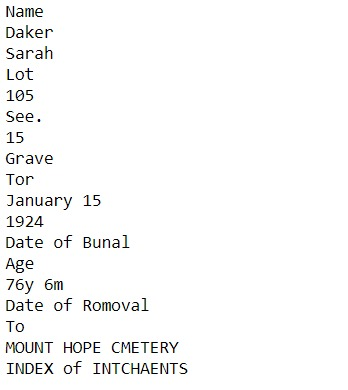 Name
Daker
Sarah
Lot
105
See.
15
Grave
Tor
January 15
1924
Date of Bunal
Age
76y 6m
Date of Romoval
To
MOUNT HOPE CMETERY
INDEX of INTCHAENTS